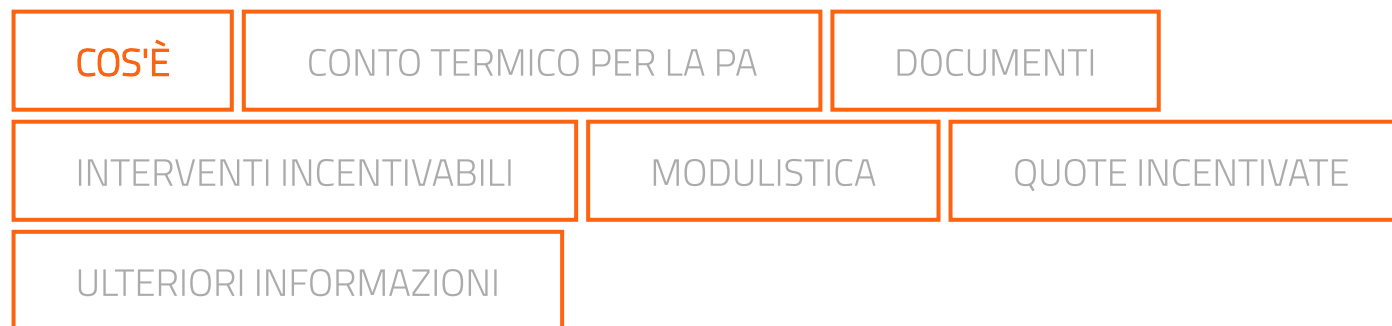 COS'È CONTO TERMICO PER LA PA DOCUMENTI
INTERVENTI INCENTIVABILI MODULISTICA QUOTE INCENTIVATE
ULTERIORI INFORMAZIONI